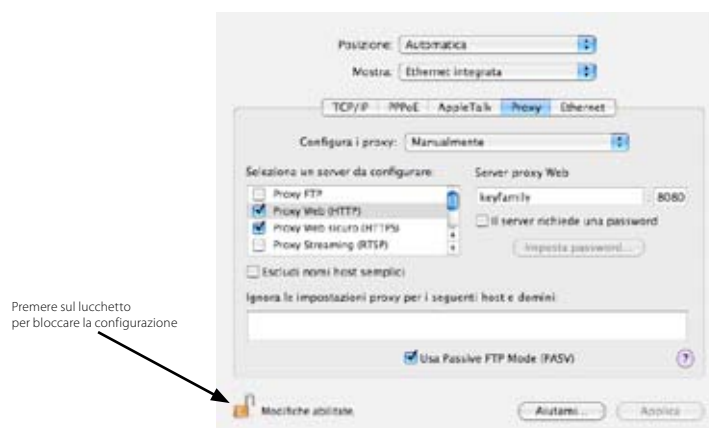 Posizione: Automatica
Mostra: Ethernet integrata
TCP/IP PPPoE AppleTalk Proxy Ethernet
Configura i proxy: Manualmente
Seleziona un server da configurare:
Proxy FTP
Proxy Web (HTTP)
Proxy Web sicuro (HTTPS)
Proxy Streaming (RTSP)
Server proxy Web
keyfamily : 8080
Il server richiede una password
Imposta password...
Escludi nomi host semplici
Ignora le impostazioni proxy per i seguenti host e domini:
Usa Passive FTP Mode (PASV)
?
Premere sul lucchetto
per bloccare la configurazione
Modifiche abilitate.
Aiutami... Applica